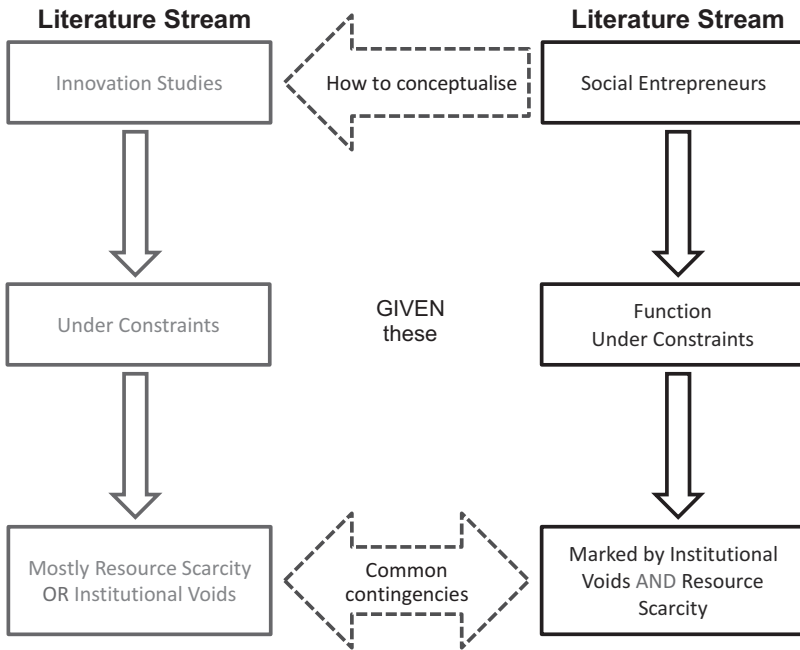 Literature Stream
Literature Stream
Innovation Studies
How to conceptualise
Social Entrepreneurs
Under Constraints
GIVEN
these
Function
Under Constraints
Mostly Resource Scarcity
OR Institutional Voids
Common
contingencies
Marked by Institutional
Voids AND Resource
Scarcity